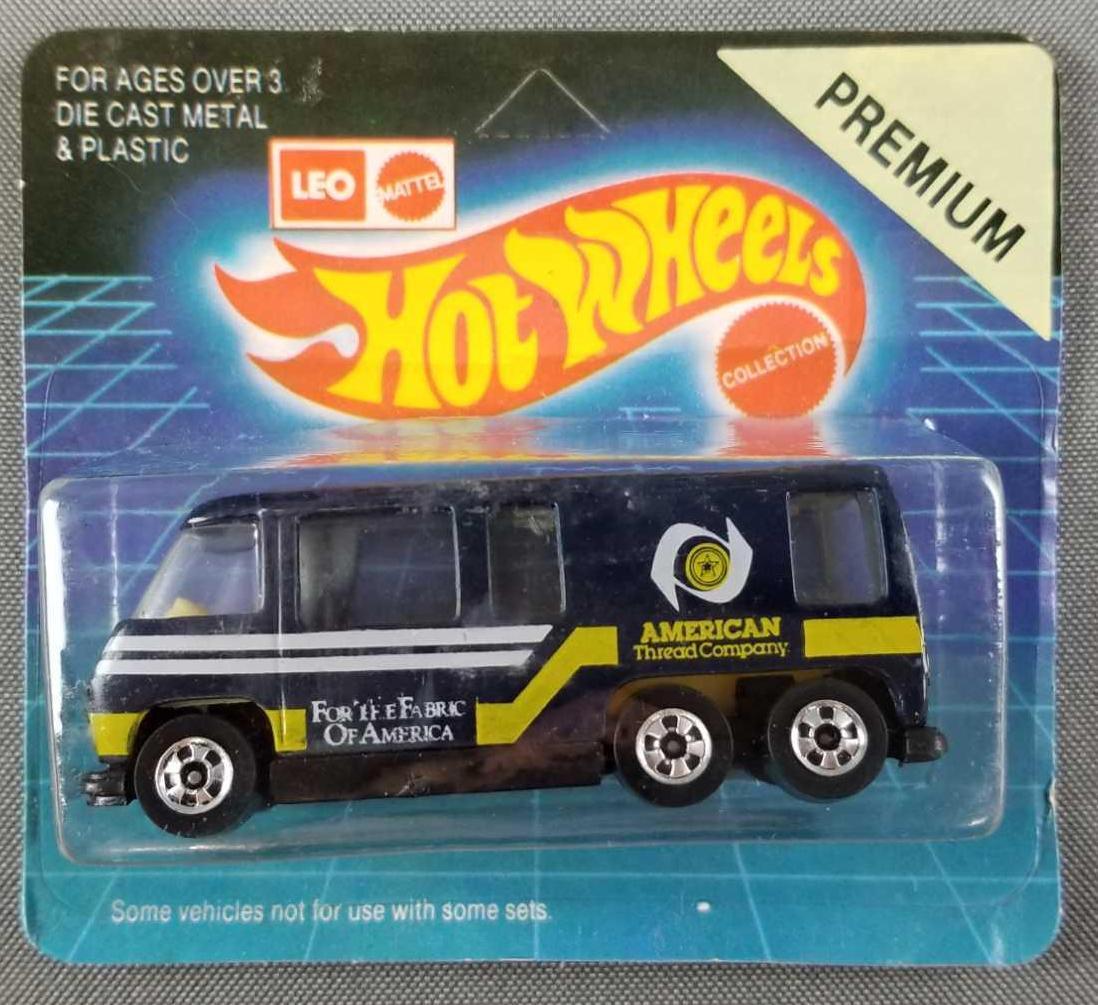 FOR AGES OVER 3
DIE CAST METAL
& PLASTIC
PREMIUM
LEO MATTEL
HOT WHEELS
COLLECTION
AMERICAN
Thread Company
FOR THE FABRIC
OF AMERICA
Some vehicles not for use with some sets.